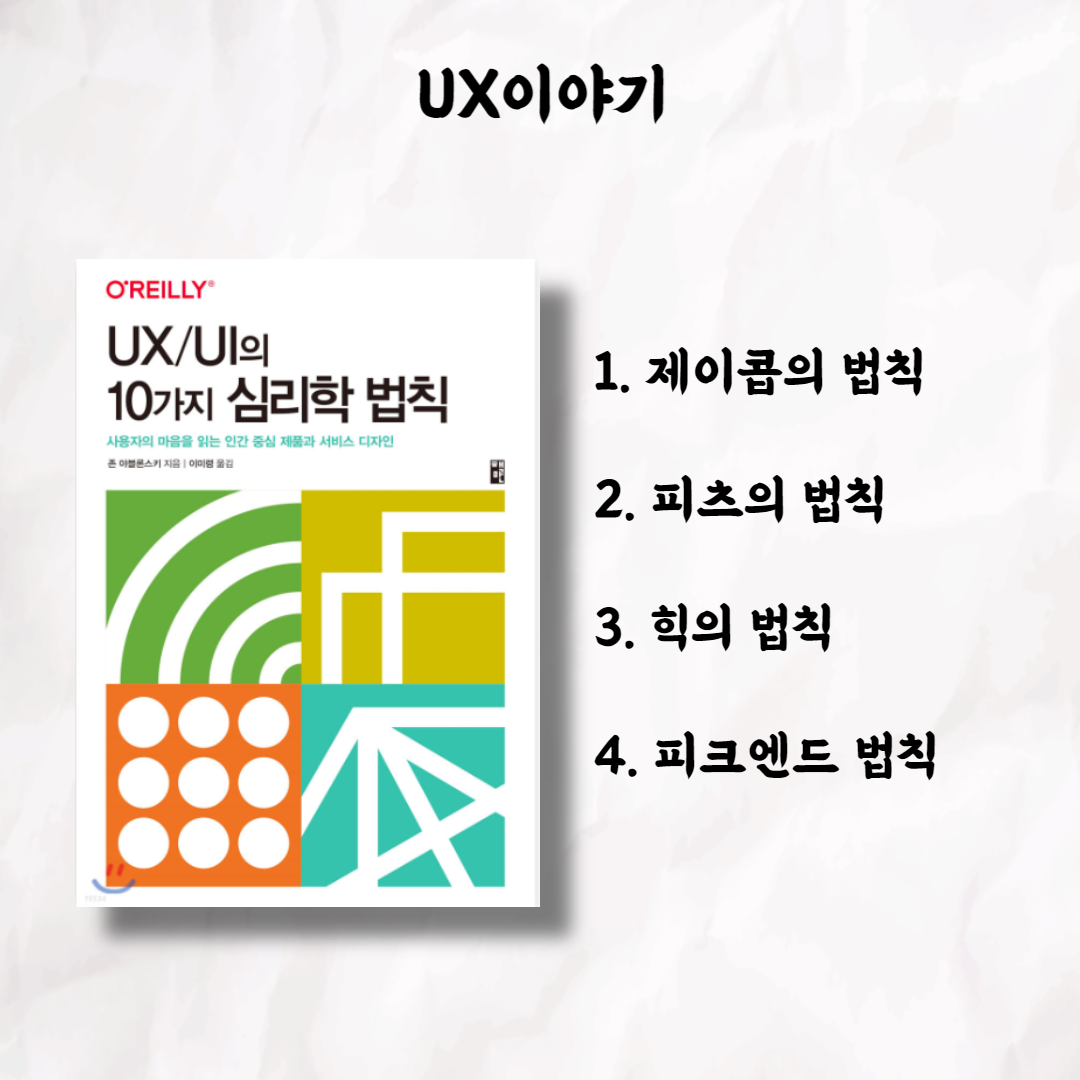 UX이야기
O'REILLY®
UX/UI의
10가지 심리학 법칙
사용자의 마음을 읽는 인간 중심 제품과 서비스 디자인
존 야블론스키 지음 | 이미령 옮김
1. 제이콥의 법칙
2. 피츠의 법칙
3. 힉의 법칙
4. 피크엔드 법칙